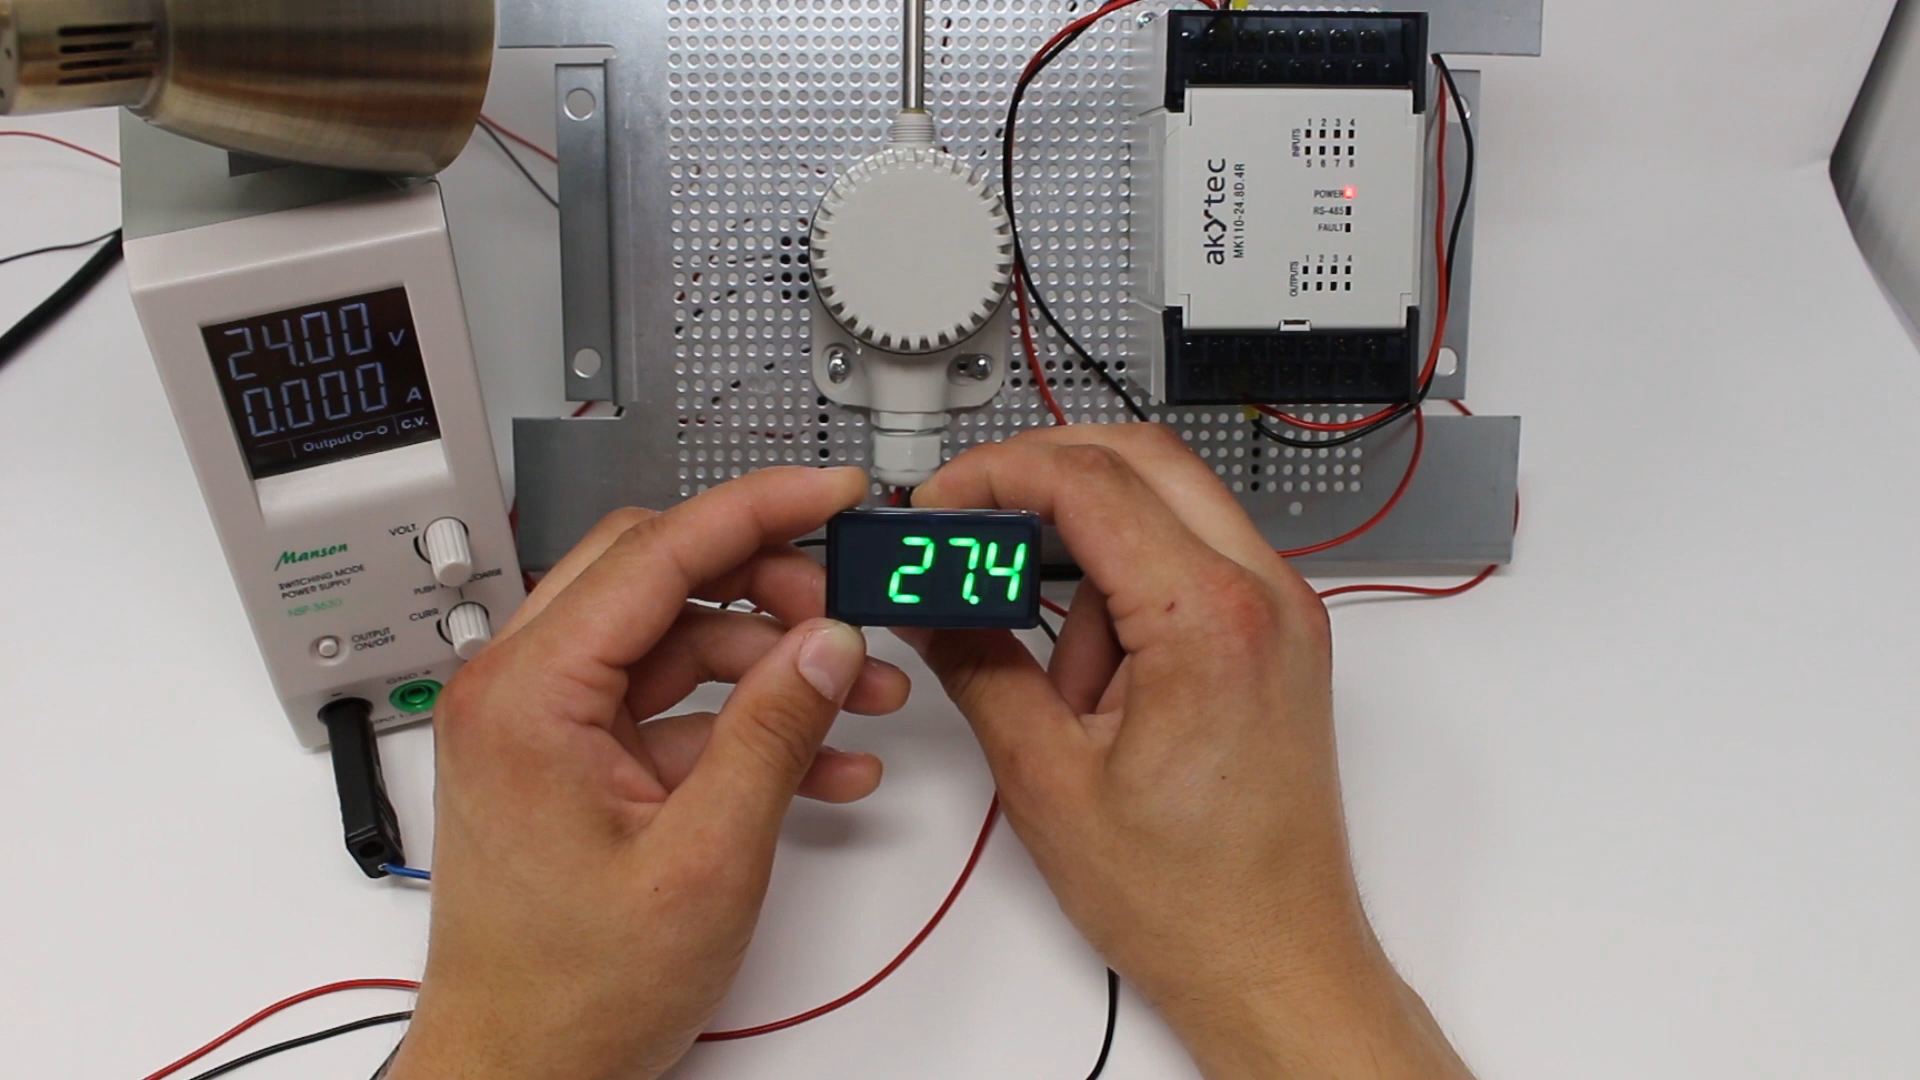 24.00 V
0.000 A
Output C.V.
Manson
SWITCHING MODE
POWER SUPPLY
VOLT.
CURR.
OUTPUT
ON/OFF
GND
27.4
akYtec
MK110-24.8D.4R
INPUTS
1 2 3 4
5 6 7 8
POWER
RS-485
FAULT
OUTPUTS
1 2 3 4